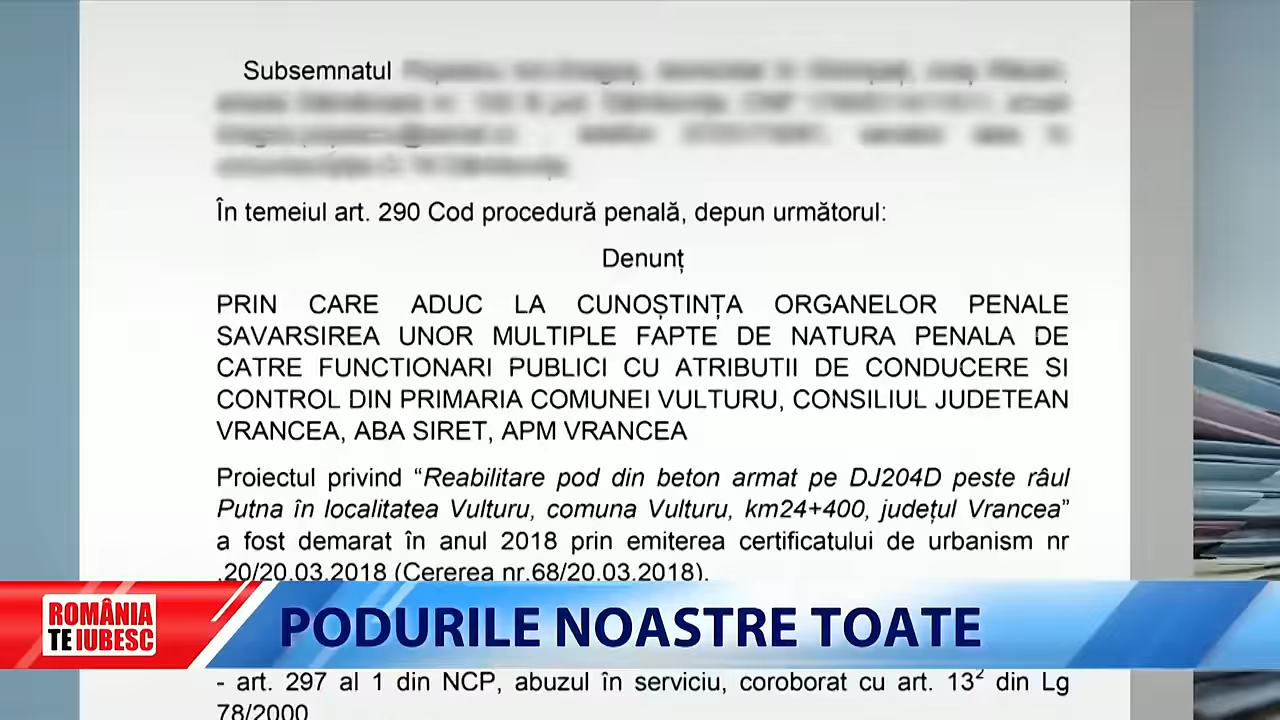 Subsemnatul
În temeiul art. 290 Cod procedură penală, depun următorul:
Denunț
PRIN CARE ADUC LA CUNOȘTINȚA ORGANELOR PENALE
SAVARSIREA UNOR MULTIPLE FAPTE DE NATURA PENALA DE
CATRE FUNCTIONARI PUBLICI CU ATRIBUTII DE CONDUCERE SI
CONTROL DIN PRIMARIA COMUNEI VULTURU, CONSILIUL JUDETEAN
VRANCEA, ABA SIRET, APM VRANCEA
Proiectul privind “Reabilitare pod din beton armat pe DJ204D peste râul
Putna în localitatea Vulturu, comuna Vulturu, km24+400, județul Vrancea”
a fost demarat în anul 2018 prin emiterea certificatului de urbanism nr
.20/20.03.2018 (Cererea nr.68/20.03.2018).
ROMÂNIA
TE IUBESC
PODURILE NOASTRE TOATE
- art. 297 al 1 din NCP, abuzul în serviciu, coroborat cu art. 13² din Lg
78/2000